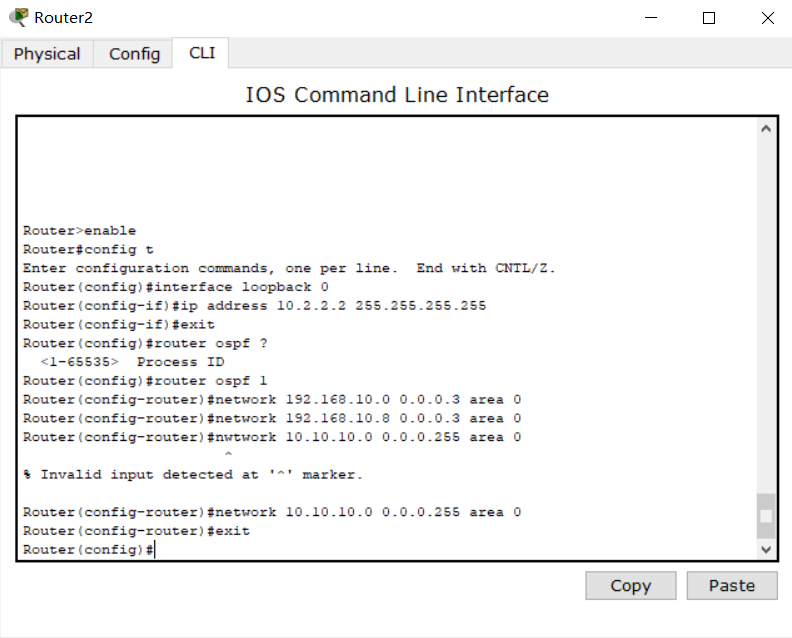 Router2
Physical Config CLI
IOS Command Line Interface
Router>enable
Router#config t
Enter configuration commands, one per line.  End with CNTL/Z.
Router(config)#interface loopback 0
Router(config-if)#ip address 10.2.2.2 255.255.255.255
Router(config-if)#exit
Router(config)#router ospf ?
  <1-65535>  Process ID
Router(config)#router ospf 1
Router(config-router)#network 192.168.10.0 0.0.0.3 area 0
Router(config-router)#network 192.168.10.8 0.0.0.3 area 0
Router(config-router)#nwtwork 10.10.10.0 0.0.0.255 area 0
                       ^
% Invalid input detected at '^' marker.
Router(config-router)#network 10.10.10.0 0.0.0.255 area 0
Router(config-router)#exit
Router(config)#
Copy Paste